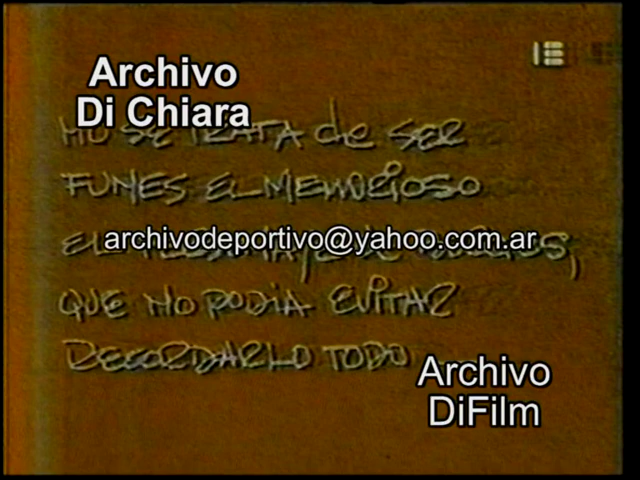 Archivo
Di Chiara
NO SE TRATA de SER
FUNES EL MEMORIOSO
archivodeportivo@yahoo.com.ar
EL
QUE NO PODIA EVITAR
RECORDARLO TODO
Archivo
DiFilm